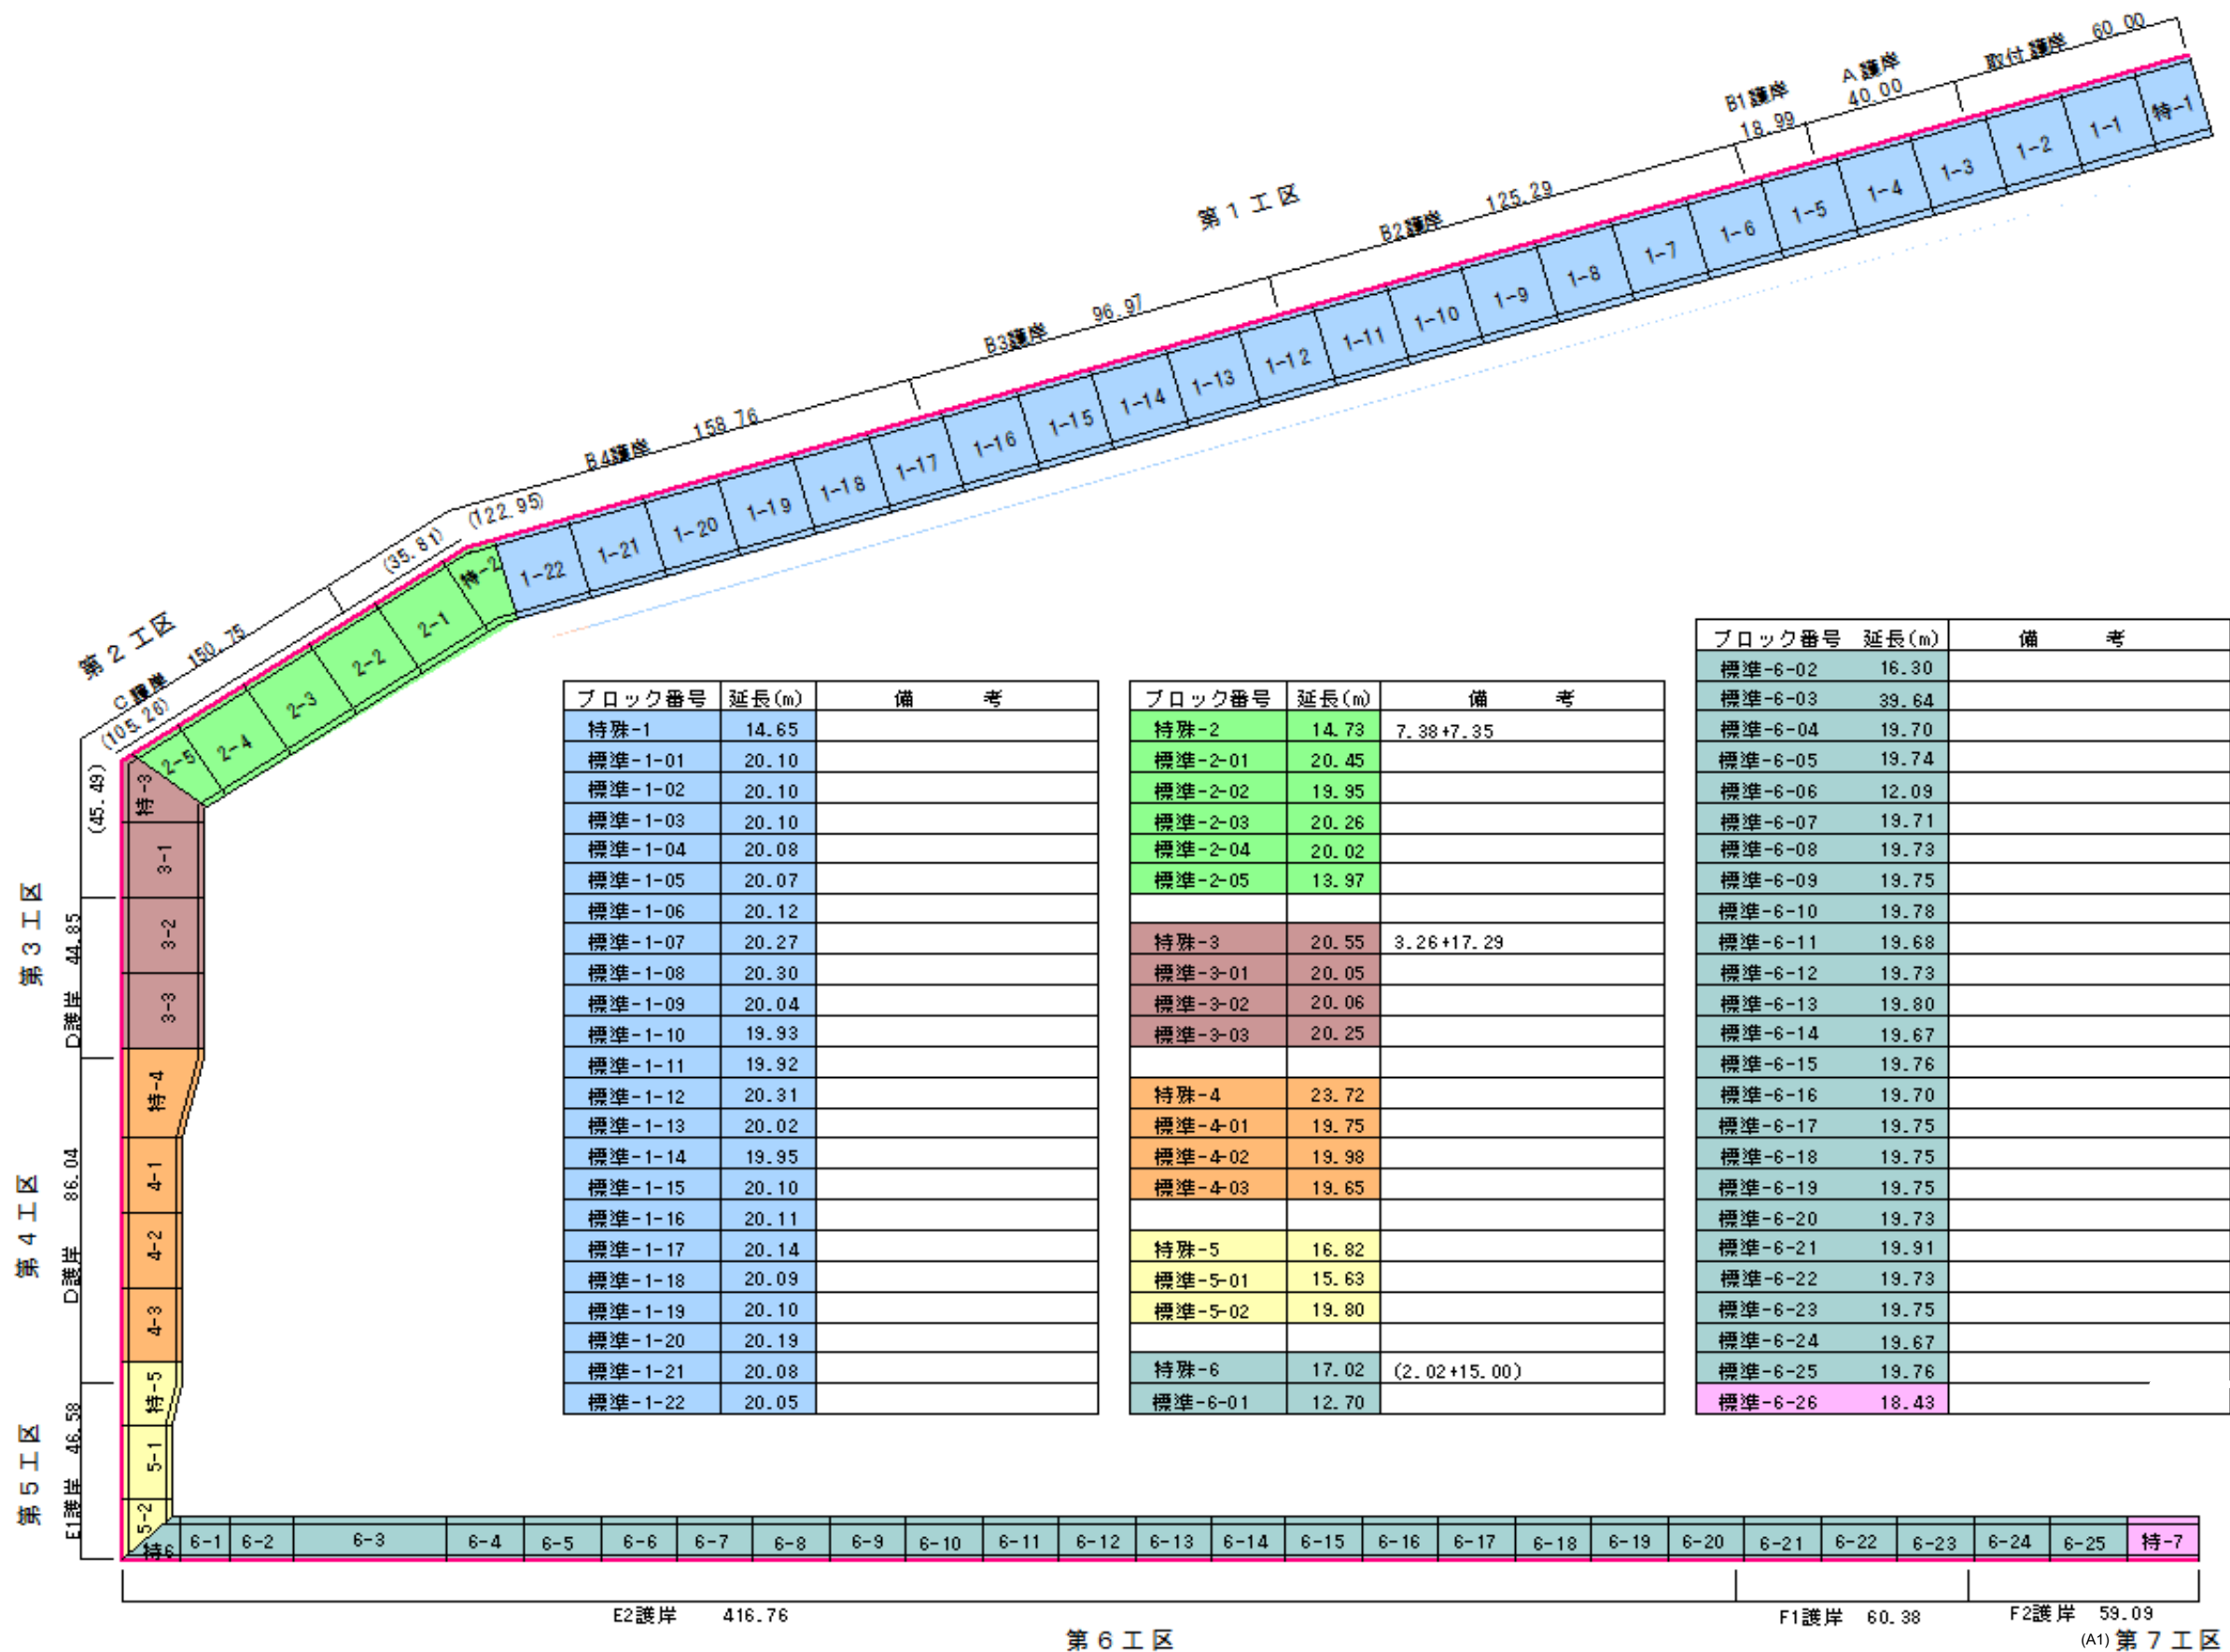 取付護岸 60.00
A護岸 40.00
B1護岸 18.99
B2護岸 125.29
第1工区
B3護岸 96.97
B4護岸 158.76
(122.95)
(35.81)
第2工区
C護岸 150.75
(105.26)
(45.49)
特-1 1-1 1-2 1-3 1-4 1-5 1-6 1-7 1-8 1-9 1-10 1-11 1-12 1-13 1-14 1-15 1-16 1-17 1-18 1-19 1-20 1-21 1-22
特-2 2-1 2-2 2-3 2-4 2-5
特-3 3-1 3-2 3-3
特-4 4-1 4-2 4-3
特-5 5-1 5-2
第3工区
D護岸 44.85
第4工区
D護岸 86.04
第5工区
E1護岸 46.58
ブロック番号 延長(m) 備 考
特殊-1 14.65
標準-1-01 20.10
標準-1-02 20.10
標準-1-03 20.10
標準-1-04 20.08
標準-1-05 20.07
標準-1-06 20.12
標準-1-07 20.27
標準-1-08 20.30
標準-1-09 20.04
標準-1-10 19.93
標準-1-11 19.92
標準-1-12 20.31
標準-1-13 20.02
標準-1-14 19.95
標準-1-15 20.10
標準-1-16 20.11
標準-1-17 20.14
標準-1-18 20.09
標準-1-19 20.10
標準-1-20 20.19
標準-1-21 20.08
標準-1-22 20.05
ブロック番号 延長(m) 備 考
特殊-2 14.73 7.38+7.35
標準-2-01 20.45
標準-2-02 19.95
標準-2-03 20.26
標準-2-04 20.02
標準-2-05 13.97
特殊-3 20.55 3.26+17.29
標準-3-01 20.05
標準-3-02 20.06
標準-3-03 20.25
特殊-4 23.72
標準-4-01 19.75
標準-4-02 19.98
標準-4-03 19.65
特殊-5 16.82
標準-5-01 15.63
標準-5-02 19.80
特殊-6 17.02 (2.02+15.00)
標準-6-01 12.70
ブロック番号 延長(m) 備 考
標準-6-02 16.30
標準-6-03 39.64
標準-6-04 19.70
標準-6-05 19.74
標準-6-06 12.09
標準-6-07 19.71
標準-6-08 19.73
標準-6-09 19.75
標準-6-10 19.78
標準-6-11 19.68
標準-6-12 19.73
標準-6-13 19.80
標準-6-14 19.67
標準-6-15 19.76
標準-6-16 19.70
標準-6-17 19.75
標準-6-18 19.75
標準-6-19 19.75
標準-6-20 19.73
標準-6-21 19.91
標準-6-22 19.73
標準-6-23 19.75
標準-6-24 19.67
標準-6-25 19.76
標準-6-26 18.43
特6 6-1 6-2 6-3 6-4 6-5 6-6 6-7 6-8 6-9 6-10 6-11 6-12 6-13 6-14 6-15 6-16 6-17 6-18 6-19 6-20 6-21 6-22 6-23 6-24 6-25 特-7
E2護岸 416.76 F1護岸 60.38 F2護岸 59.09
第6工区 (A1) 第7工区